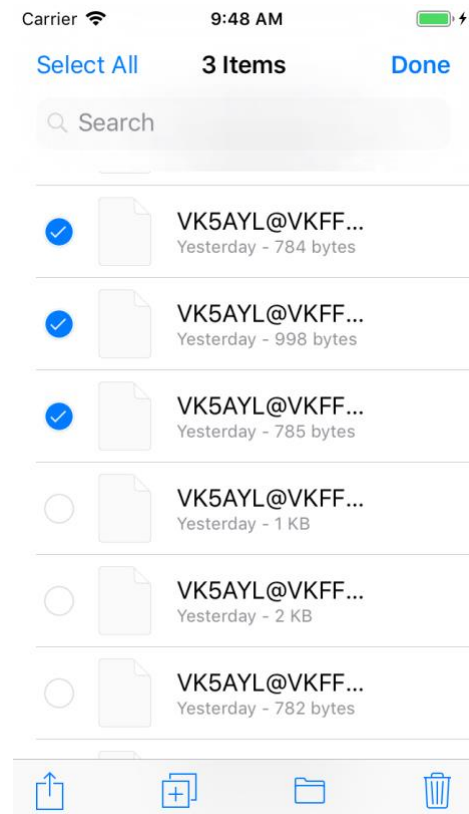 Carrier 9:48 AM
Select All 3 Items Done
Search
VK5AYL@VKFF...
Yesterday - 784 bytes
VK5AYL@VKFF...
Yesterday - 998 bytes
VK5AYL@VKFF...
Yesterday - 785 bytes
VK5AYL@VKFF...
Yesterday - 1 KB
VK5AYL@VKFF...
Yesterday - 2 KB
VK5AYL@VKFF...
Yesterday - 782 bytes